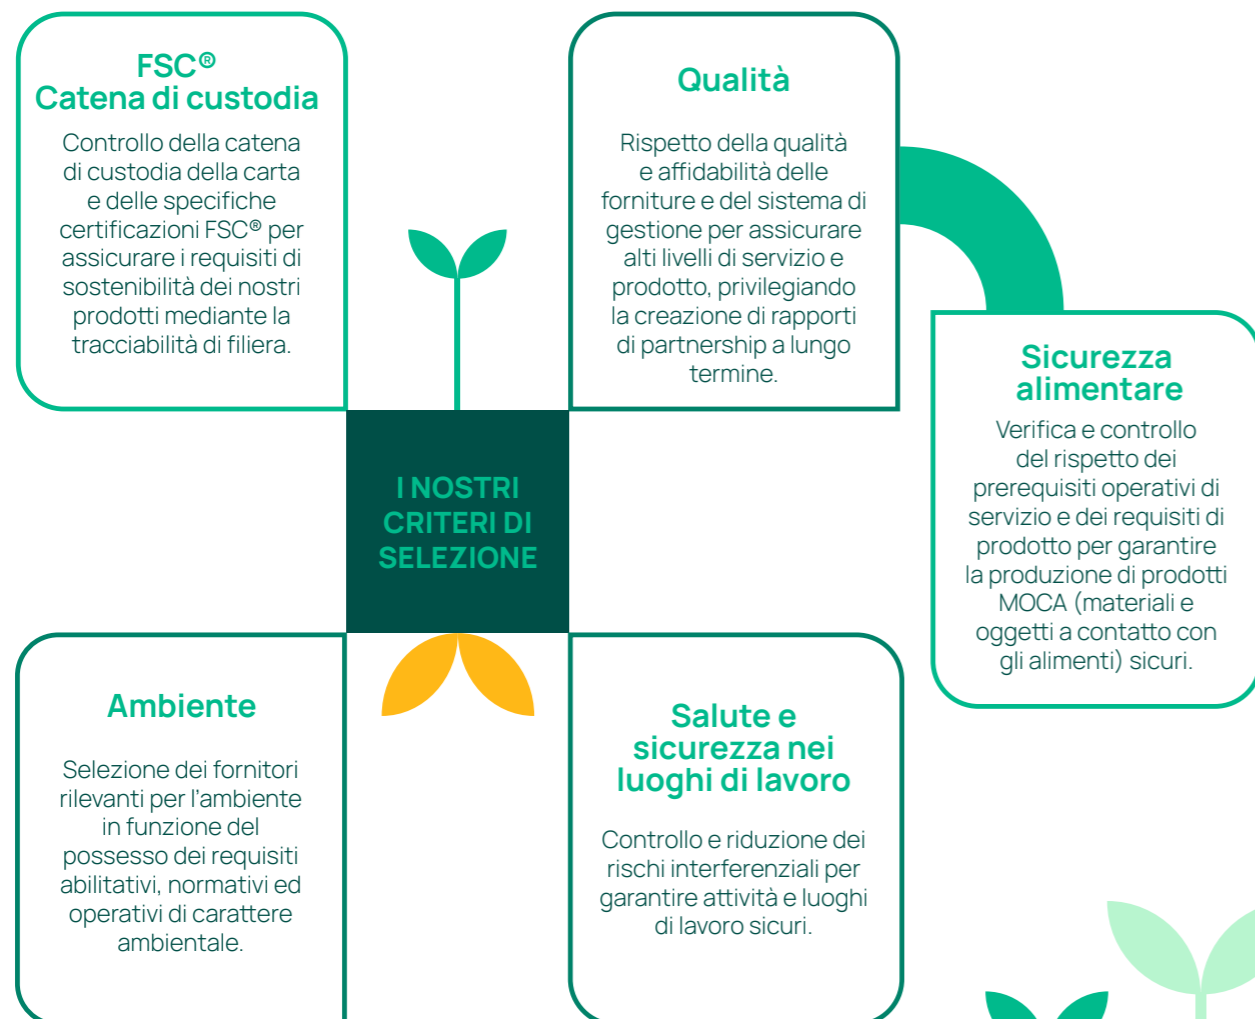 FSC®
Catena di custodia
Controllo della catena
di custodia della carta
e delle specifiche
certificazioni FSC® per
assicurare i requisiti di
sostenibilità dei nostri
prodotti mediante la
tracciabilità di filiera.
Qualità
Rispetto della qualità
e affidabilità delle
forniture e del sistema di
gestione per assicurare
alti livelli di servizio e
prodotto, privilegiando
la creazione di rapporti
di partnership a lungo
termine.
Sicurezza
alimentare
Verifica e controllo
del rispetto dei
prerequisiti operativi di
servizio e dei requisiti di
prodotto per garantire
la produzione di prodotti
MOCA (materiali e
oggetti a contatto con
gli alimenti) sicuri.
I NOSTRI
CRITERI DI
SELEZIONE
Ambiente
Selezione dei fornitori
rilevanti per l’ambiente
in funzione del
possesso dei requisiti
abilitativi, normativi ed
operativi di carattere
ambientale.
Salute e
sicurezza nei
luoghi di lavoro
Controllo e riduzione dei
rischi interferenziali per
garantire attività e luoghi
di lavoro sicuri.